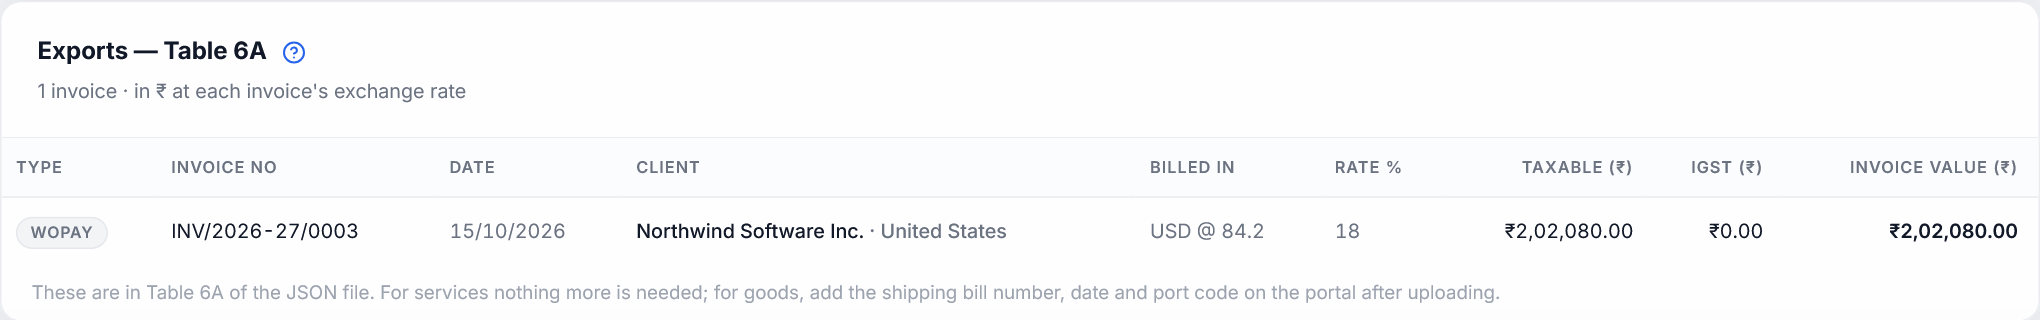 Exports — Table 6A
1 invoice · in ₹ at each invoice's exchange rate
TYPE INVOICE NO DATE CLIENT BILLED IN RATE % TAXABLE (₹) IGST (₹) INVOICE VALUE (₹)
WOPAY INV/2026-27/0003 15/10/2026 Northwind Software Inc. · United States USD @ 84.2 18 ₹2,02,080.00 ₹0.00 ₹2,02,080.00
These are in Table 6A of the JSON file. For services nothing more is needed; for goods, add the shipping bill number, date and port code on the portal after uploading.